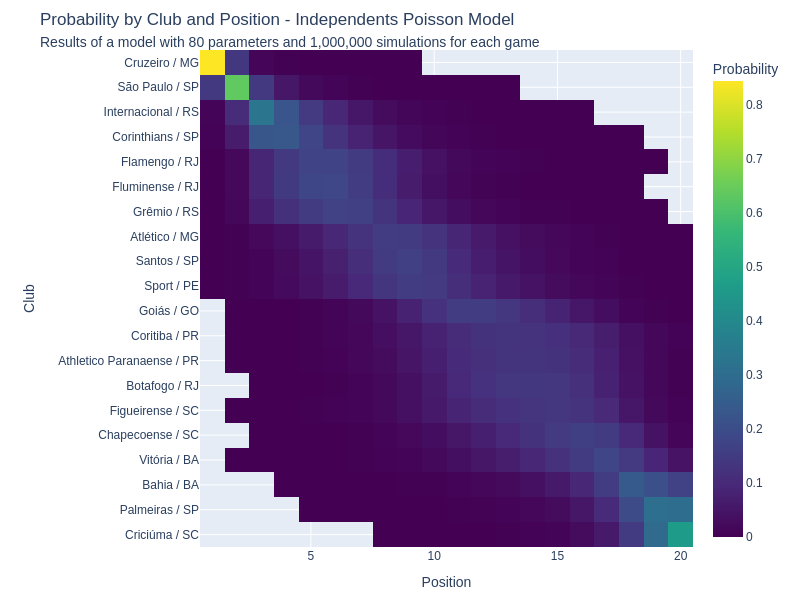 Probability by Club and Position - Independents Poisson Model
Results of a model with 80 parameters and 1,000,000 simulations for each game
Probability
Club
Cruzeiro / MG
São Paulo / SP
Internacional / RS
Corinthians / SP
Flamengo / RJ
Fluminense / RJ
Grêmio / RS
Atlético / MG
Santos / SP
Sport / PE
Goiás / GO
Coritiba / PR
Athletico Paranaense / PR
Botafogo / RJ
Figueirense / SC
Chapecoense / SC
Vitória / BA
Bahia / BA
Palmeiras / SP
Criciúma / SC
0.8
0.7
0.6
0.5
0.4
0.3
0.2
0.1
0
5 10 15 20
Position